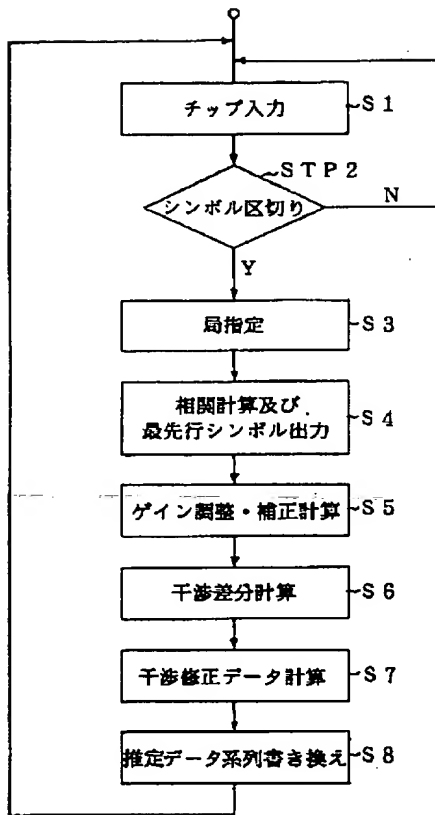 チップ入力
S1
STP2
シンボル区切り
N
Y
局指定
S3
相関計算及び
最先行シンボル出力
S4
ゲイン調整・補正計算
S5
干渉差分計算
S6
干渉修正データ計算
S7
推定データ系列書き換え
S8